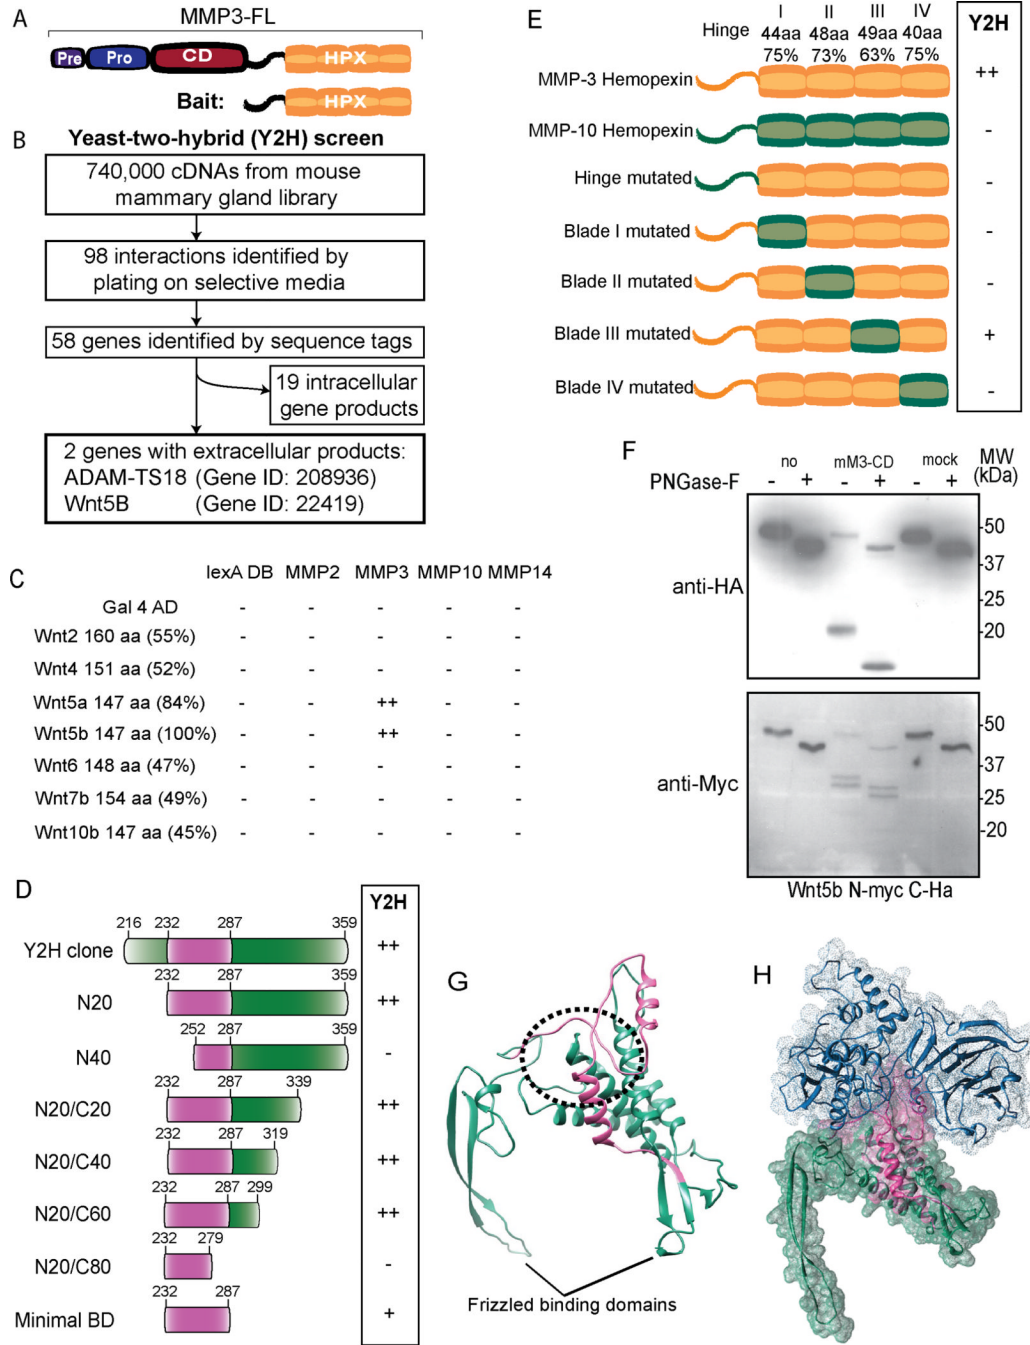 A
MMP3-FL
Pre Pro CD HPX
Bait: HPX
B
Yeast-two-hybrid (Y2H) screen
740,000 cDNAs from mouse
mammary gland library
98 interactions identified by
plating on selective media
58 genes identified by sequence tags
19 intracellular
gene products
2 genes with extracellular products:
ADAM-TS18 (Gene ID: 208936)
Wnt5B (Gene ID: 22419)
C
lexA DB MMP2 MMP3 MMP10 MMP14
Gal 4 AD - - - - -
Wnt2 160 aa (55%) - - - - -
Wnt4 151 aa (52%) - - - - -
Wnt5a 147 aa (84%) - - ++ - -
Wnt5b 147 aa (100%) - - ++ - -
Wnt6 148 aa (47%) - - - - -
Wnt7b 154 aa (49%) - - - - -
Wnt10b 147 aa (45%) - - - - -
D
Y2H
216 232 287 359
Y2H clone ++
232 287 359
N20 ++
252 287 359
N40 -
232 287 339
N20/C20 ++
232 287 319
N20/C40 ++
232 287 299
N20/C60 ++
232 279
N20/C80 -
232 287
Minimal BD +
E
I II III IV Y2H
Hinge 44aa 48aa 49aa 40aa
75% 73% 63% 75%
MMP-3 Hemopexin ++
MMP-10 Hemopexin -
Hinge mutated -
Blade I mutated -
Blade II mutated -
Blade III mutated +
Blade IV mutated -
F
no mM3-CD mock MW
PNGase-F - + - + - + (kDa)
anti-HA
-50
-37
-25
-20
anti-Myc
-50
-37
-25
-20
Wnt5b N-myc C-Ha
G
Frizzled binding domains
H